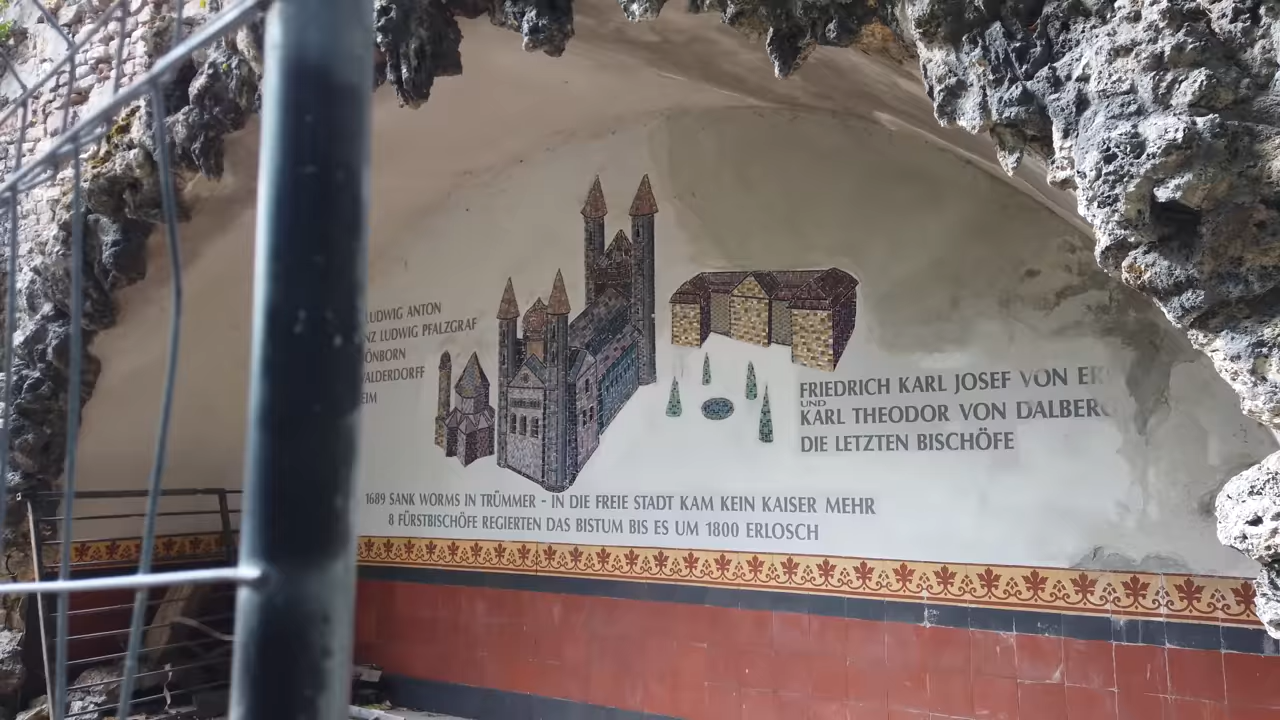 LUDWIG ANTON
NZ LUDWIG PFALZGRAF
ÖNBORN
ALDERDORFF
EIM
FRIEDRICH KARL JOSEF VON
UND
KARL THEODOR VON DALBERG
DIE LETZTEN BISCHÖFE
1689 SANK WORMS IN TRÜMMER - IN DIE FREIE STADT KAM KEIN KAISER MEHR
8 FÜRSTBISCHÖFE REGIERTEN DAS BISTUM BIS ES UM 1800 ERLOSCH